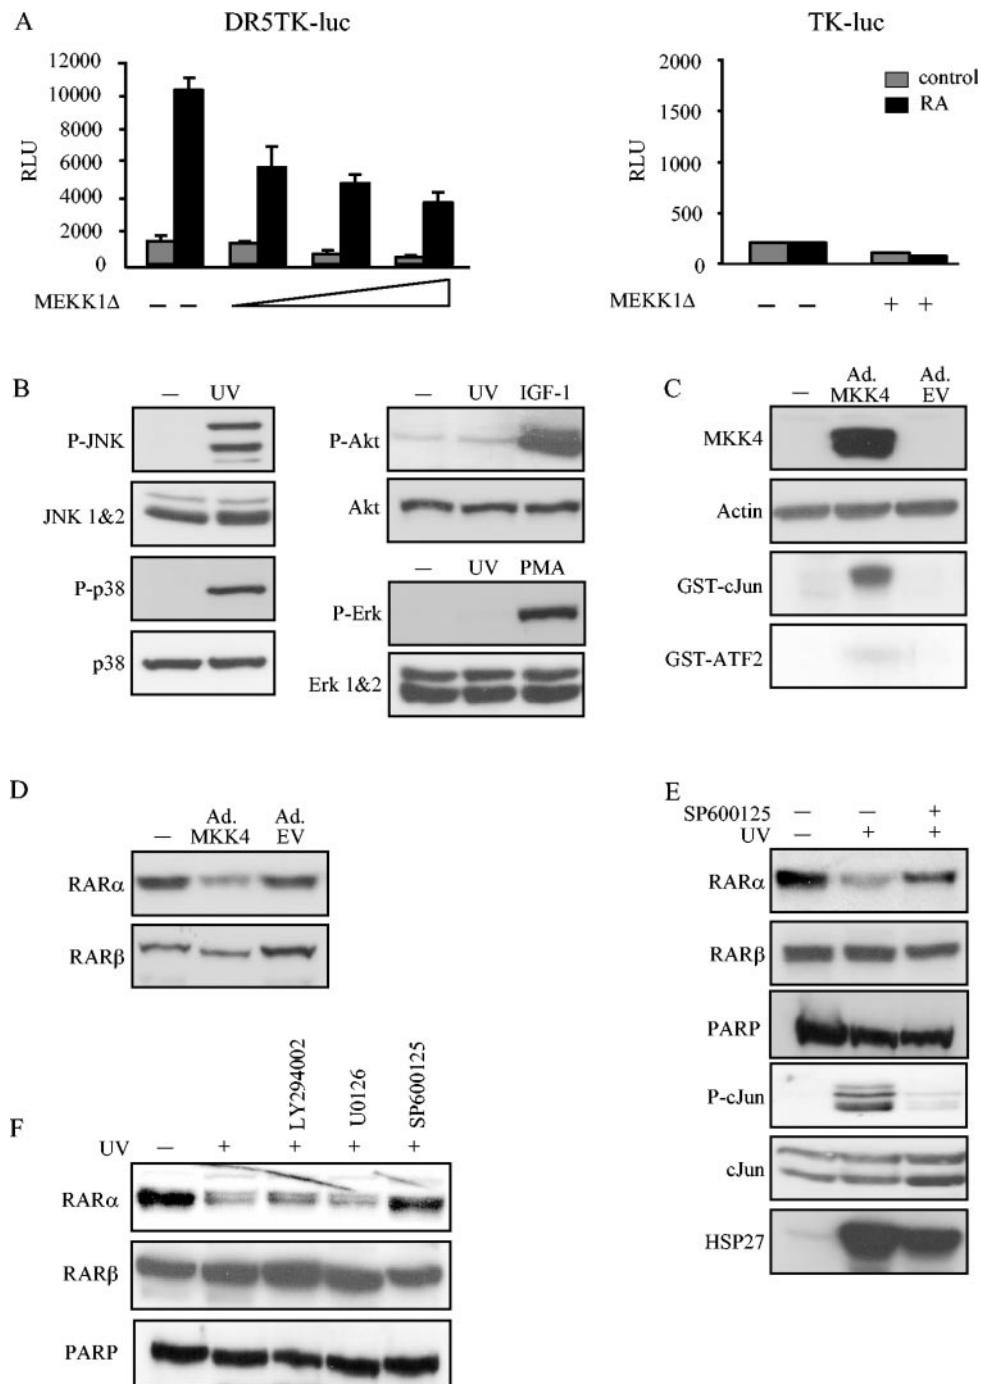 A
DR5TK-luc
TK-luc
RLU
12000
10000
8000
6000
4000
2000
0
MEKK1Δ – –
RLU
2000
1500
1000
500
0
control
RA
MEKK1Δ – – + +
B
– UV
P-JNK
JNK 1&2
P-p38
p38
– UV IGF-1
P-Akt
Akt
– UV PMA
P-Erk
Erk 1&2
C
– Ad. MKK4 Ad. EV
MKK4
Actin
GST-cJun
GST-ATF2
D
– Ad. MKK4 Ad. EV
RARα
RARβ
E
SP600125 – – +
UV – + +
RARα
RARβ
PARP
P-cJun
cJun
HSP27
F
LY294002
U0126
SP600125
UV – + + + +
RARα
RARβ
PARP